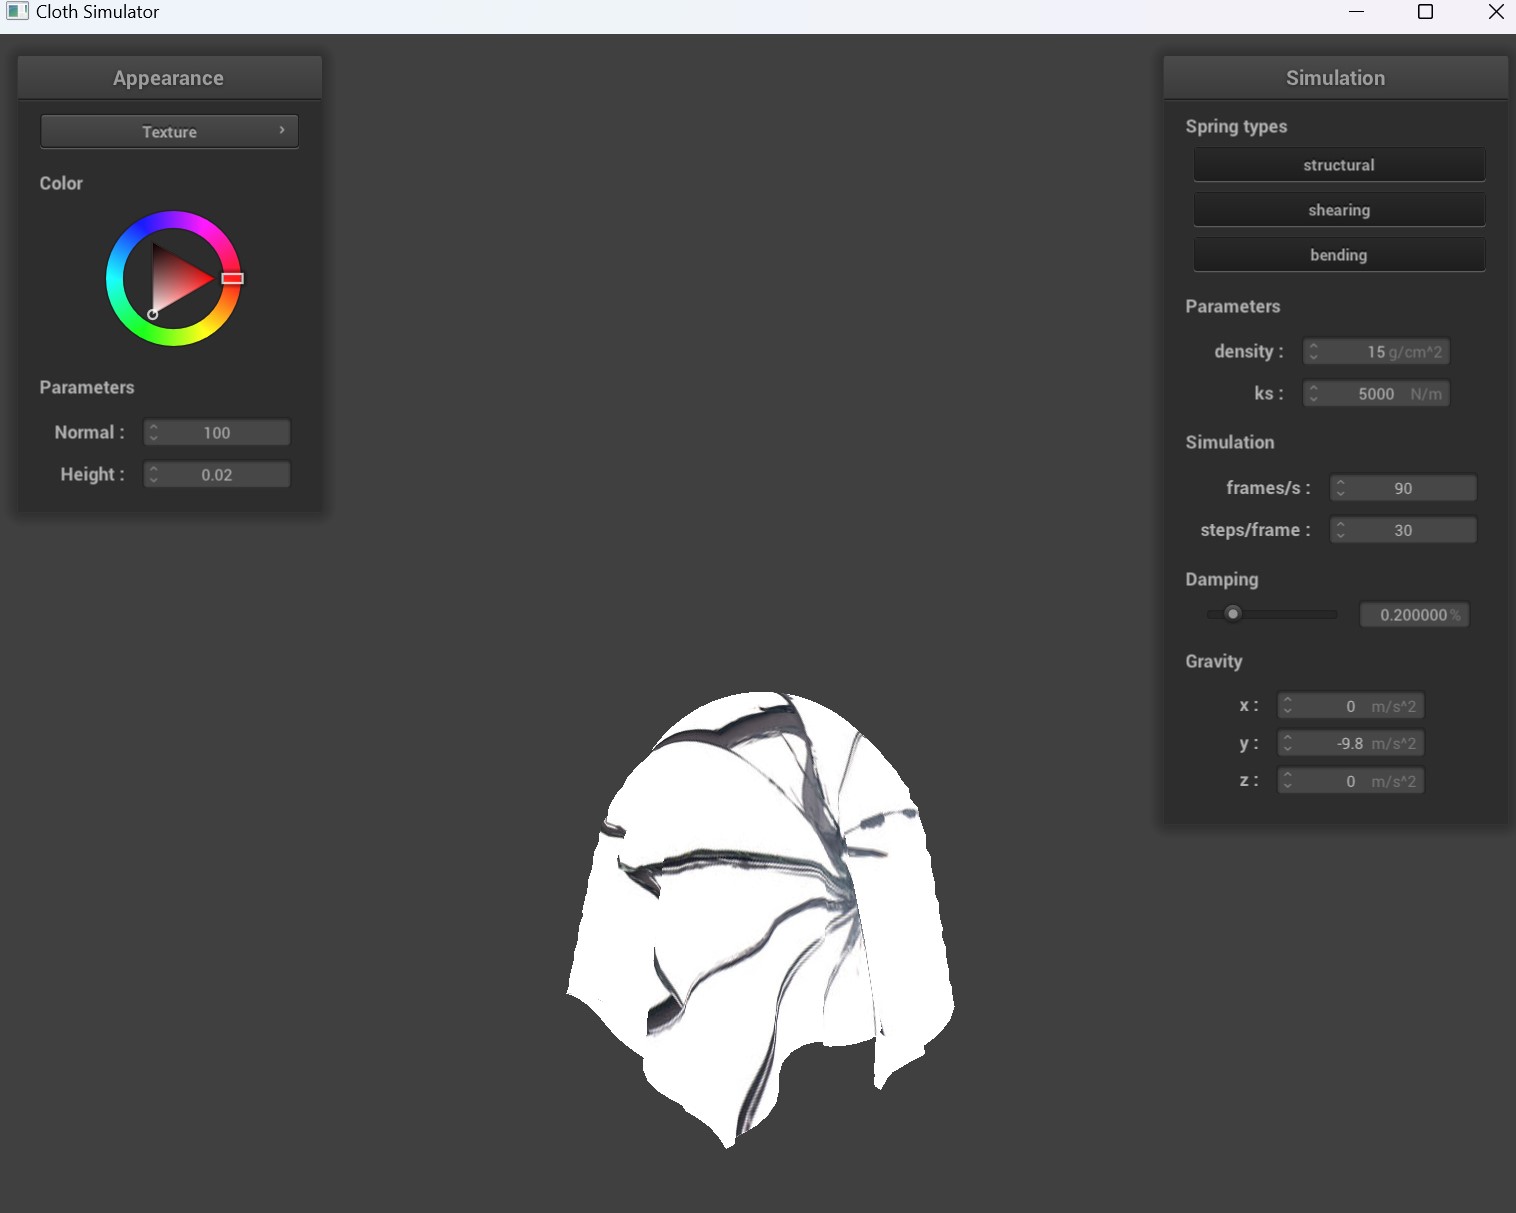 Cloth Simulator
Appearance
Texture
Color
Parameters
Normal : 100
Height : 0.02
Simulation
Spring types
structural
shearing
bending
Parameters
density : 15 g/cm^2
ks : 5000 N/m
Simulation
frames/s : 90
steps/frame : 30
Damping
0.200000 %
Gravity
x : 0 m/s^2
y : -9.8 m/s^2
z : 0 m/s^2